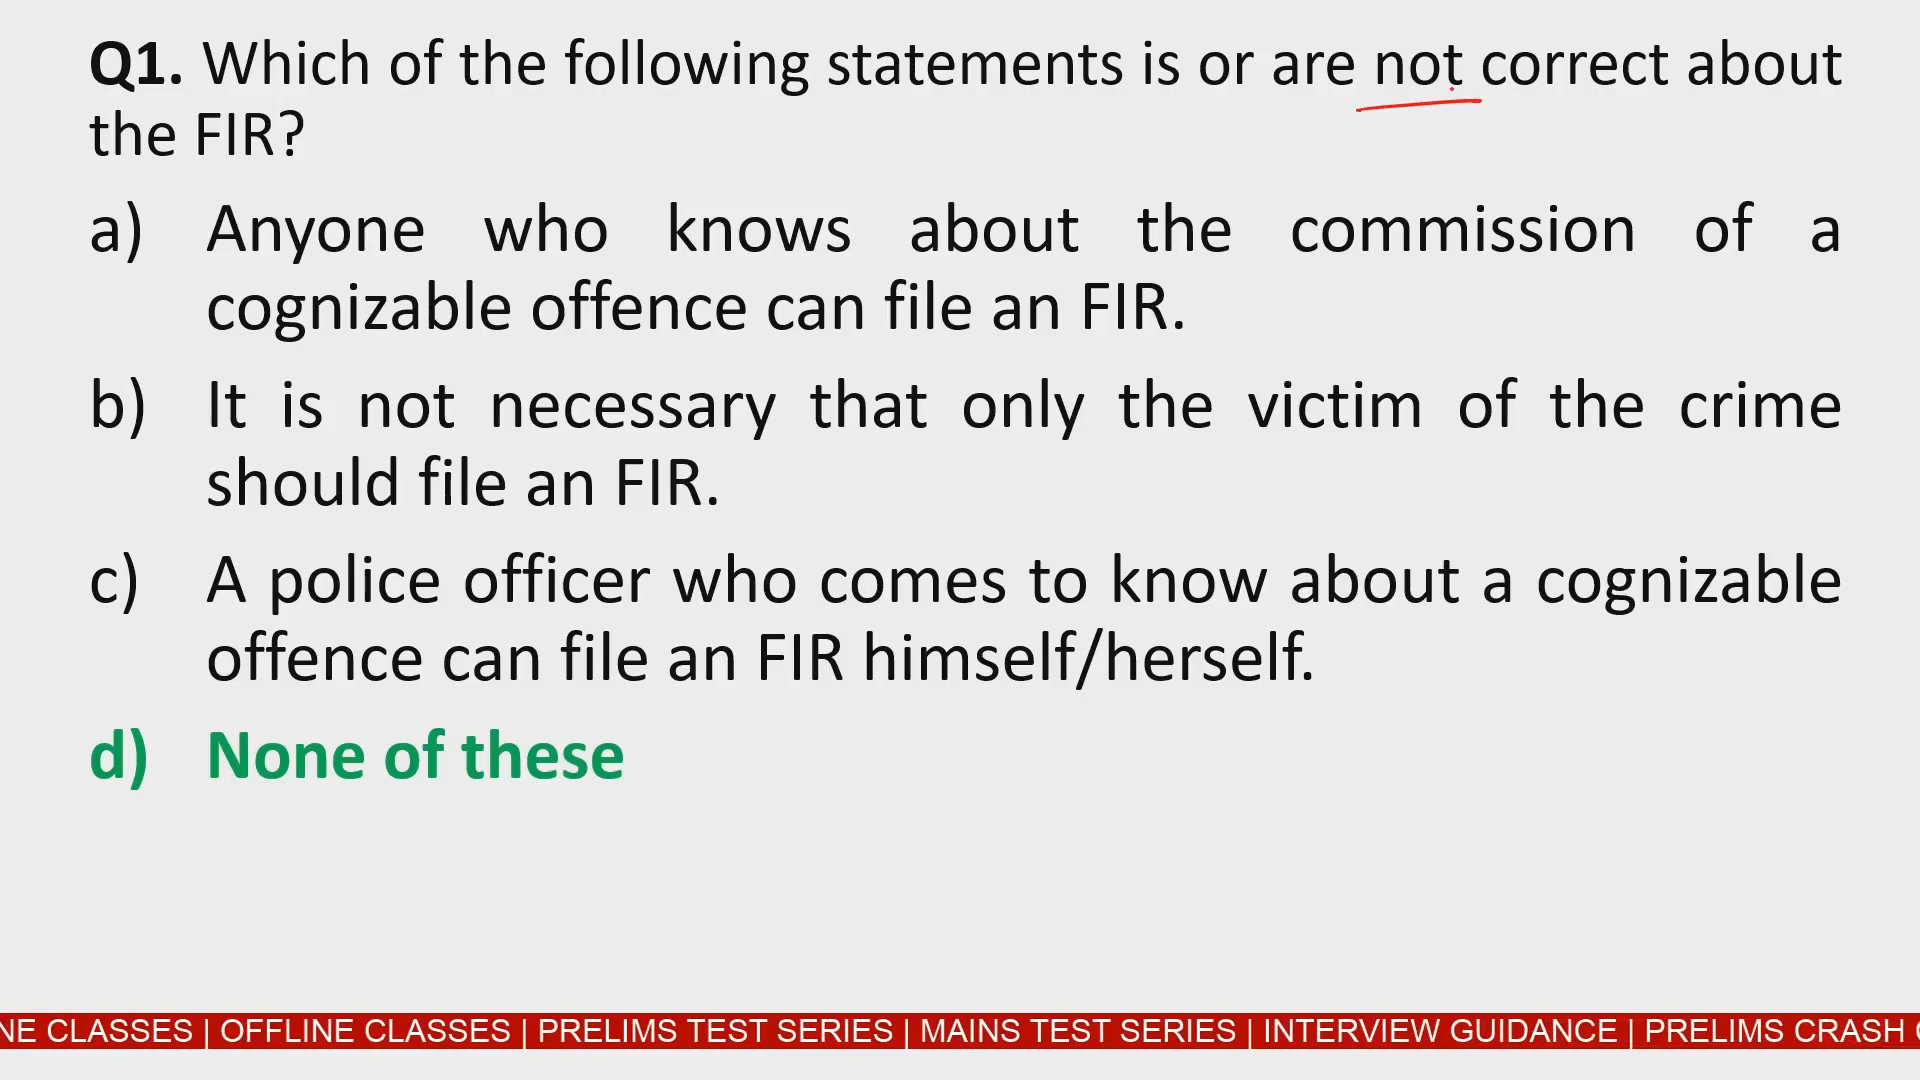 Q1. Which of the following statements is or are not correct about
the FIR?
a) Anyone who knows about the commission of a
cognizable offence can file an FIR.
b) It is not necessary that only the victim of the crime
should file an FIR.
c) A police officer who comes to know about a cognizable
offence can file an FIR himself/herself.
d) None of these
NE CLASSES | OFFLINE CLASSES | PRELIMS TEST SERIES | MAINS TEST SERIES | INTERVIEW GUIDANCE | PRELIMS CRASH